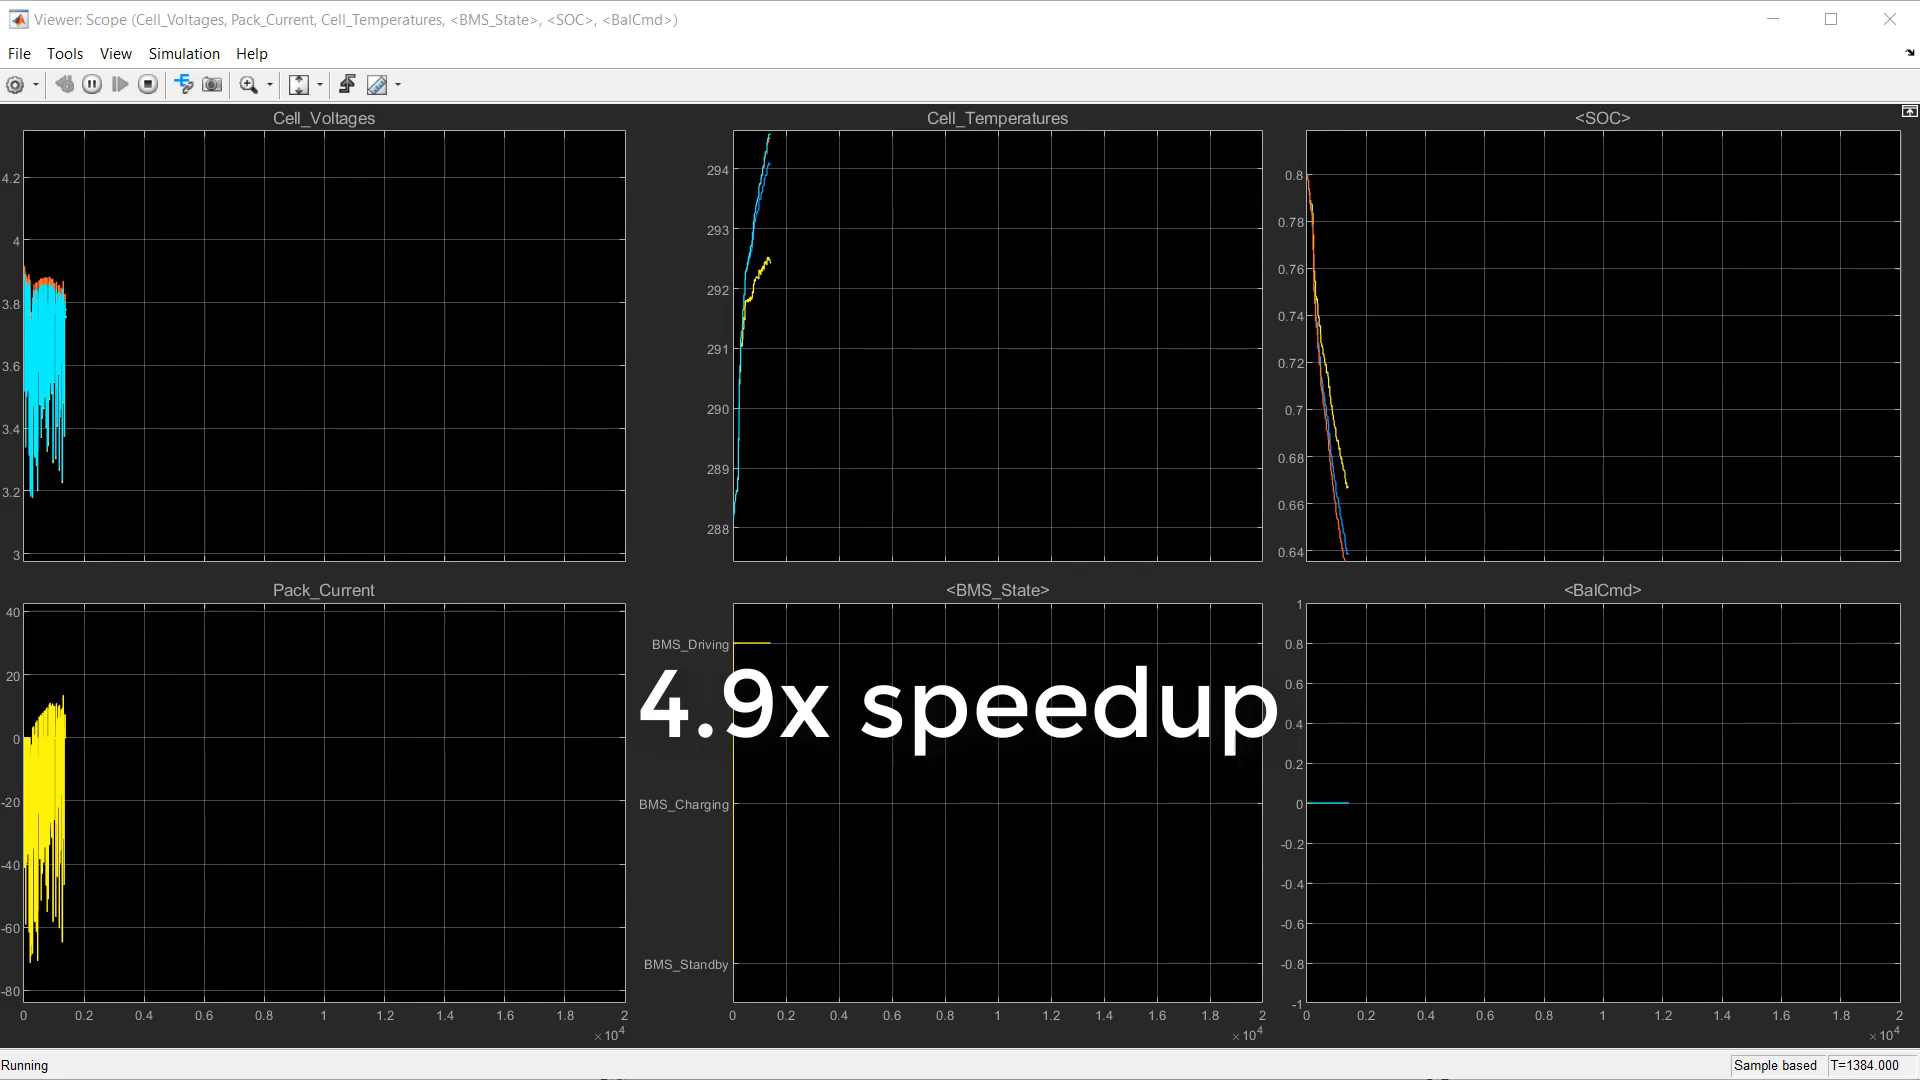 Viewer: Scope (Cell_Voltages, Pack_Current, Cell_Temperatures, <BMS_State>, <SOC>, <BalCmd>)
File Tools View Simulation Help
Cell_Voltages
4.2
4
3.8
3.6
3.4
3.2
3
Cell_Temperatures
294
293
292
291
290
289
288
<SOC>
0.8
0.78
0.76
0.74
0.72
0.7
0.68
0.66
0.64
Pack_Current
40
20
0
-20
-40
-60
-80
0 0.2 0.4 0.6 0.8 1 1.2 1.4 1.6 1.8 2
×10^4
<BMS_State>
BMS_Driving
BMS_Charging
BMS_Standby
0 0.2 0.4 0.6 0.8 1 1.2 1.4 1.6 1.8 2
×10^4
4.9x speedup
<BalCmd>
1
0.8
0.6
0.4
0.2
0
-0.2
-0.4
-0.6
-0.8
-1
0 0.2 0.4 0.6 0.8 1 1.2 1.4 1.6 1.8 2
×10^4
Running
Sample based T=1384.000